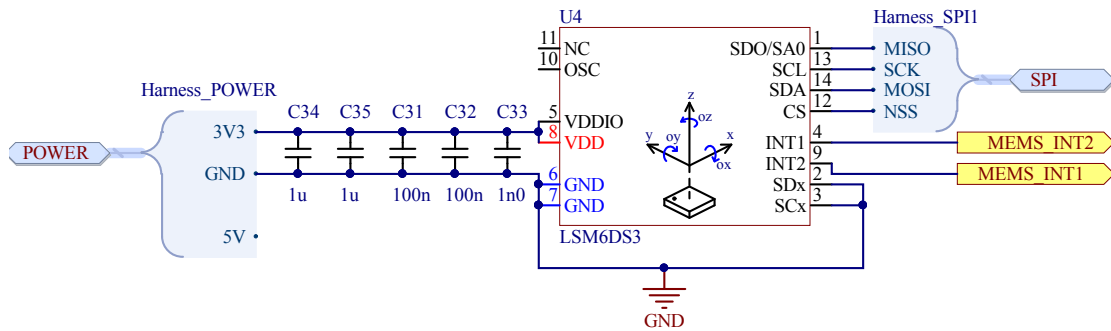 U4
Harness_SPI1
11 NC
10 OSC
SDO/SA0 1 MISO
SCL 13 SCK
SDA 14 MOSI
CS 12 NSS
SPI
Harness_POWER
POWER
3V3
GND
5V
C34 C35 C31 C32 C33
1u 1u 100n 100n 1n0
5 VDDIO
8 VDD
6 GND
7 GND
z
oz
y oy x
ox
INT1 4 MEMS_INT2
INT2 9 MEMS_INT1
SDx 2
SCx 3
LSM6DS3
GND